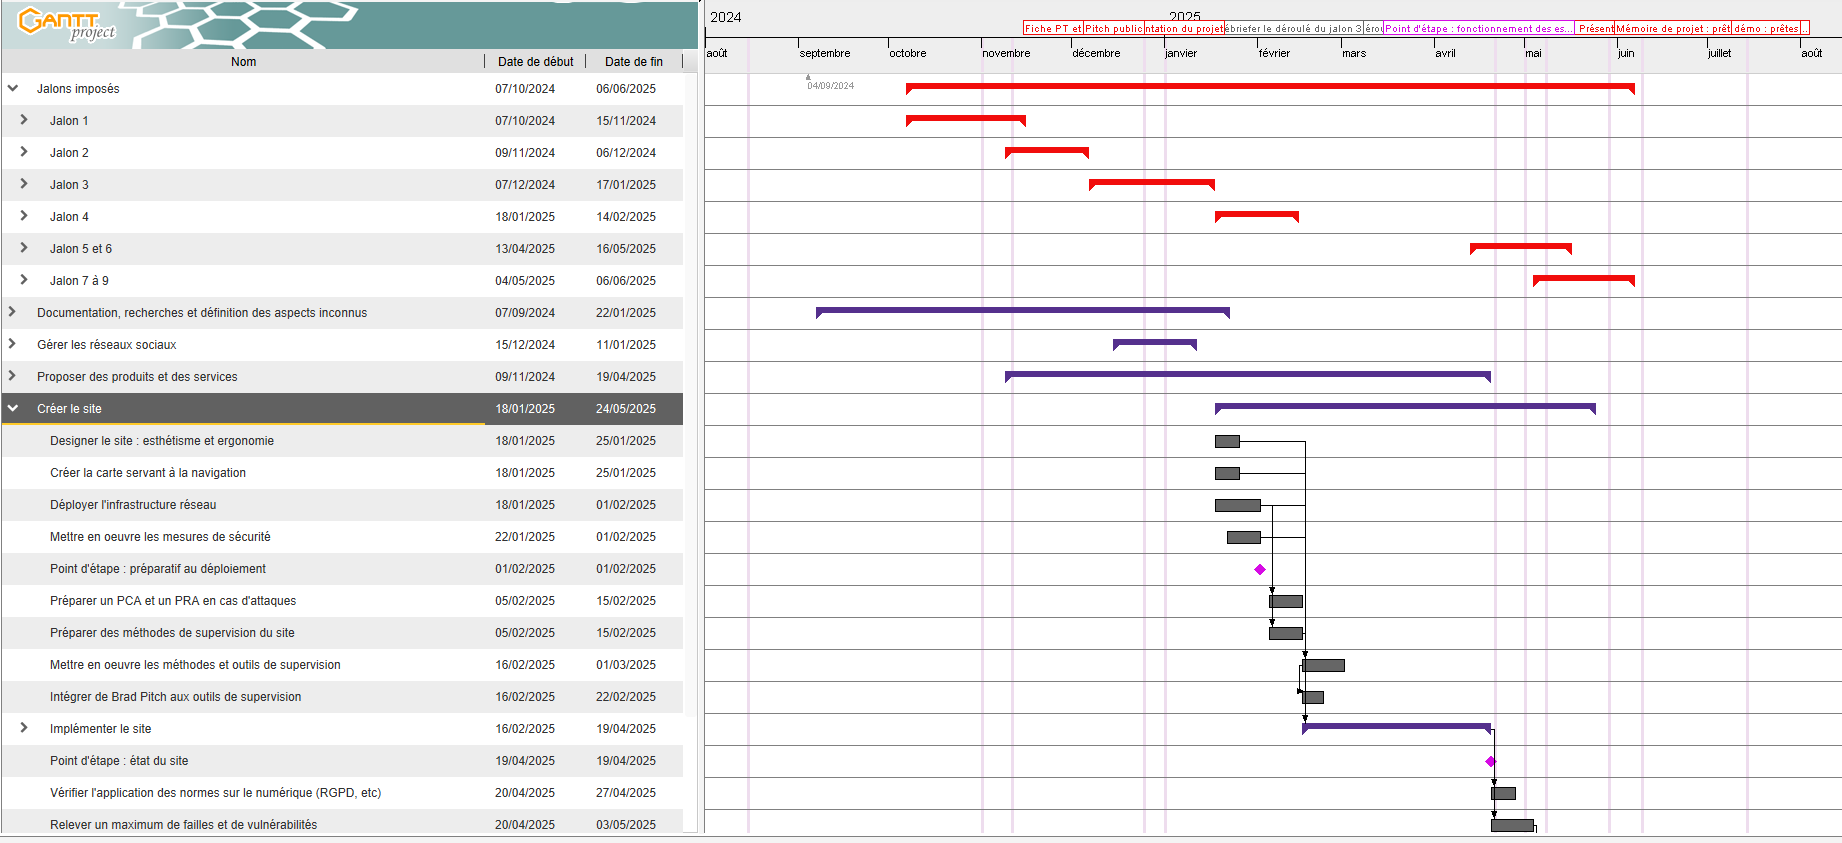 GANTT
project
Nom
Date de début
Date de fin
Jalons imposés 07/10/2024 06/06/2025
Jalon 1 07/10/2024 15/11/2024
Jalon 2 09/11/2024 06/12/2024
Jalon 3 07/12/2024 17/01/2025
Jalon 4 18/01/2025 14/02/2025
Jalon 5 et 6 13/04/2025 16/05/2025
Jalon 7 à 9 04/05/2025 06/06/2025
Documentation, recherches et définition des aspects inconnus 07/09/2024 22/01/2025
Gérer les réseaux sociaux 15/12/2024 11/01/2025
Proposer des produits et des services 09/11/2024 19/04/2025
Créer le site 18/01/2025 24/05/2025
Designer le site : esthétisme et ergonomie 18/01/2025 25/01/2025
Créer la carte servant à la navigation 18/01/2025 25/01/2025
Déployer l'infrastructure réseau 18/01/2025 01/02/2025
Mettre en oeuvre les mesures de sécurité 22/01/2025 01/02/2025
Point d'étape : préparatif au déploiement 01/02/2025 01/02/2025
Préparer un PCA et un PRA en cas d'attaques 05/02/2025 15/02/2025
Préparer des méthodes de supervision du site 05/02/2025 15/02/2025
Mettre en oeuvre les méthodes et outils de supervision 16/02/2025 01/03/2025
Intégrer de Brad Pitch aux outils de supervision 16/02/2025 22/02/2025
Implémenter le site 16/02/2025 19/04/2025
Point d'étape : état du site 19/04/2025 19/04/2025
Vérifier l'application des normes sur le numérique (RGPD, etc) 20/04/2025 27/04/2025
Relever un maximum de failles et de vulnérabilités 20/04/2025 03/05/2025
2024 2025
Fiche PT et Pitch public ntation du projet ébriefer le déroulé du jalon 3 érou Point d'étape : fonctionnement des es... Présent Mémoire de projet : prêt démo : prêtes ...
août septembre octobre novembre décembre janvier février mars avril mai juin juillet août
04/09/2024